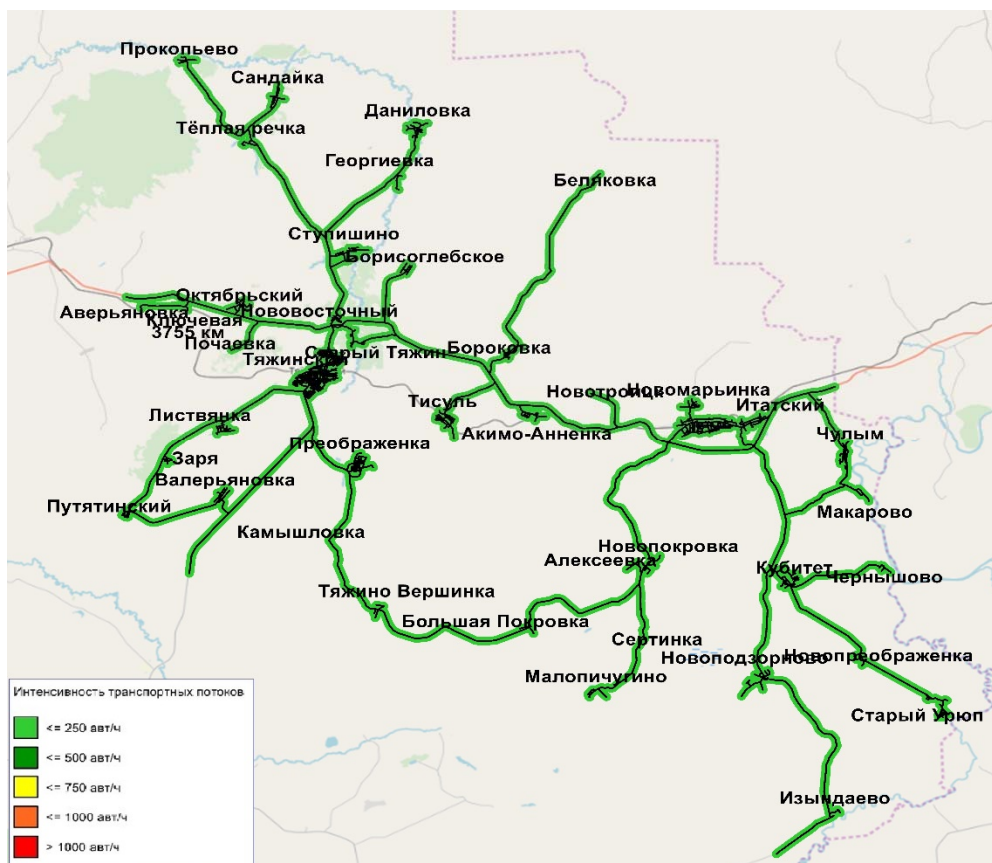 Прокопьево
Сандайка
Даниловка
Тёплая речка
Георгиевка
Беляковка
Ступишино
Борисоглебское
Октябрьский
Аверьяновка
Нововосточный
Ключевая
3755 км
Почаевка
Старый Тяжин
Бороковка
Тяжинский
Новотроицк
Новомарьинка
Тисуль
Итатский
Листвянка
Акимо-Анненка
Чулым
Преображенка
Заря
Валерьяновка
Путятинский
Макарово
Камышловка
Новопокровка
Алексеевка
Кубитет
Чернышово
Тяжино Вершинка
Большая Покровка
Сертинка
Новоподзорново
Новопреображенка
Малопичугино
Старый Урюп
Изындаево
Интенсивность транспортных потоков
<= 250 авт/ч
<= 500 авт/ч
<= 750 авт/ч
<= 1000 авт/ч
> 1000 авт/ч